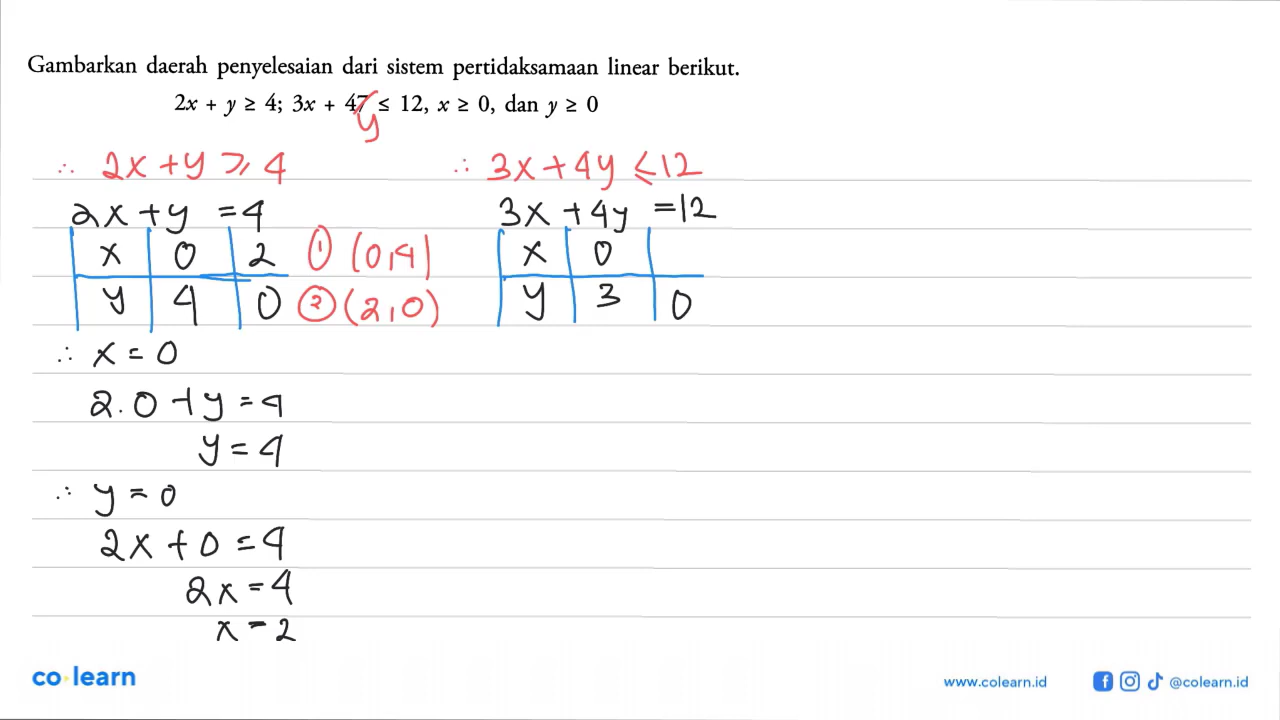 Gambarkan daerah penyelesaian dari sistem pertidaksamaan linear berikut.
2x + y ≥ 4; 3x + 47 ≤ 12, x ≥ 0, dan y ≥ 0
y
∴ 2x + y ≥ 4
2x + y = 4
x 0 2 ① (0,4)
y 4 0 ② (2,0)
∴ x = 0
2.0 + y = 4
y = 4
∴ y = 0
2x + 0 = 4
2x = 4
x = 2
∴ 3x + 4y ≤ 12
3x + 4y = 12
x 0
y 3 0
co·learn
www.colearn.id
@colearn.id